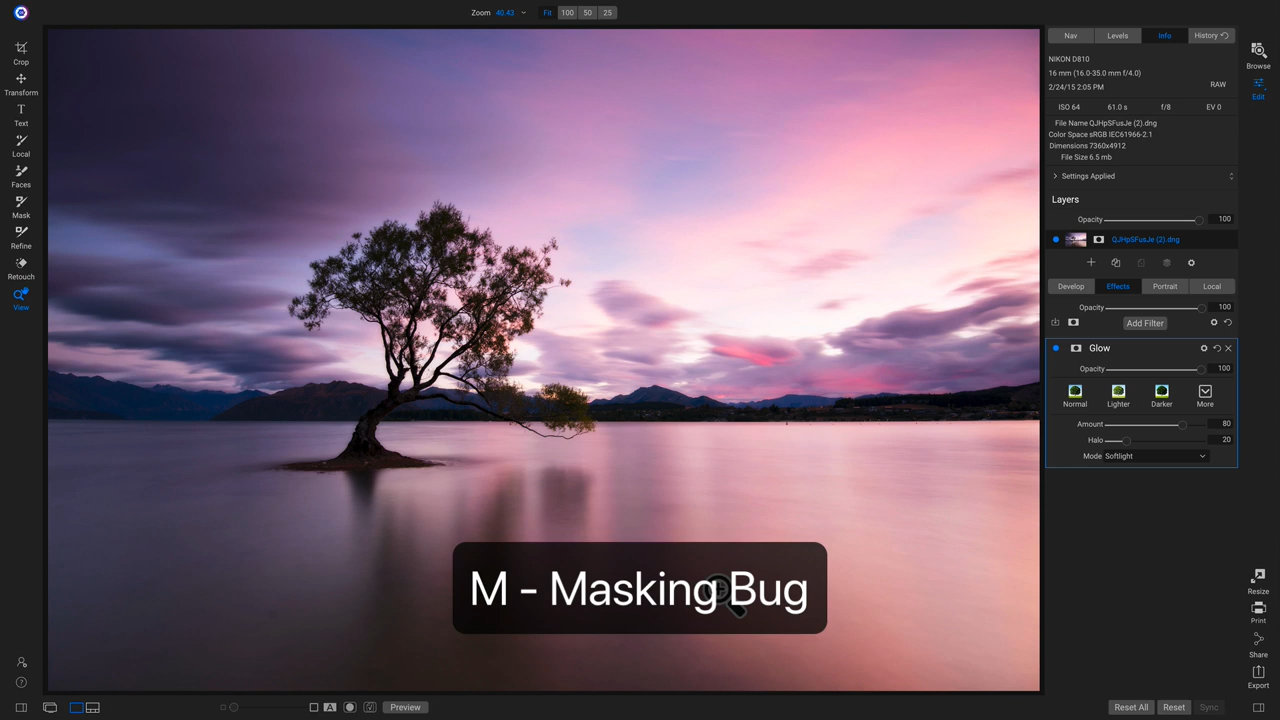 Zoom 40.43 Fit 100 50 25
Crop
Transform
Text
Local
Faces
Mask
Refine
Retouch
View
Nav Levels Info History
NIKON D810
16 mm (16.0-35.0 mm f/4.0)
2/24/15 2:05 PM
RAW
ISO 64 61.0 s f/8 EV 0
File Name QJHpSFusJe (2).dng
Color Space sRGB IEC61966-2.1
Dimensions 7360x4912
File Size 6.5 mb
Settings Applied
Layers
Opacity 100
QJHpSFusJe (2).dng
Develop Effects Portrait Local
Opacity 100
Add Filter
Glow
Opacity 100
Normal Lighter Darker More
Amount 80
Halo 20
Mode Softlight
Browse
Edit
M - Masking Bug
Resize
Print
Share
Export
A Preview
Reset All Reset Sync